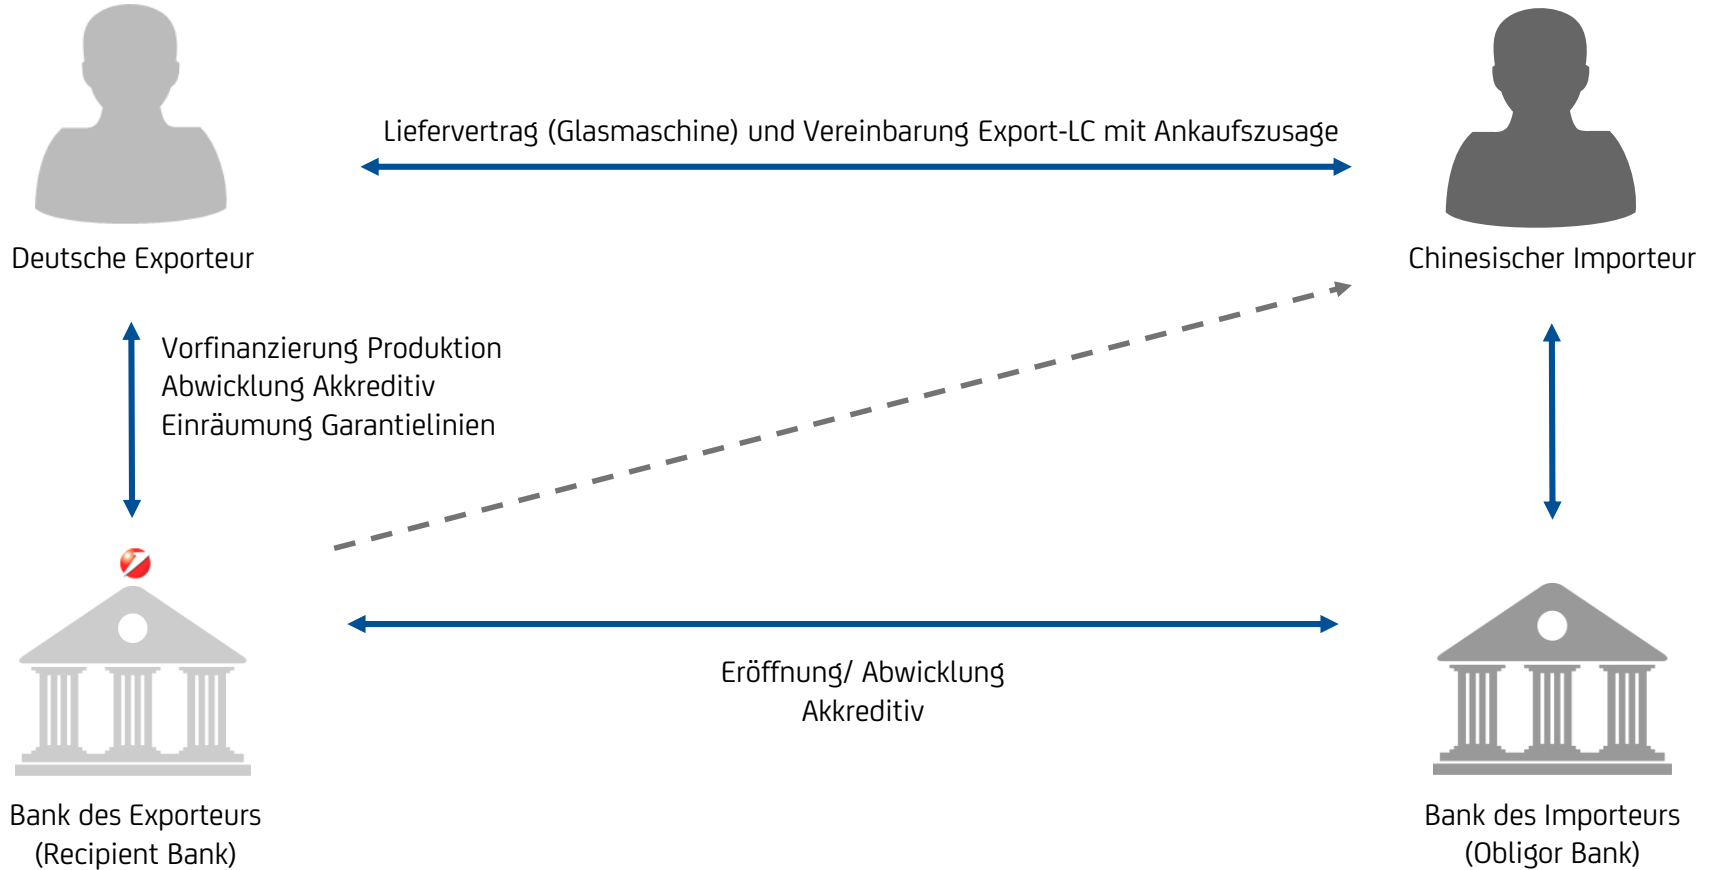 Liefervertrag (Glasmaschine) und Vereinbarung Export-LC mit Ankaufszusage
Deutsche Exporteur
Chinesischer Importeur
Vorfinanzierung Produktion
Abwicklung Akkreditiv
Einräumung Garantielinien
Eröffnung/ Abwicklung
Akkreditiv
Bank des Exporteurs
(Recipient Bank)
Bank des Importeurs
(Obligor Bank)